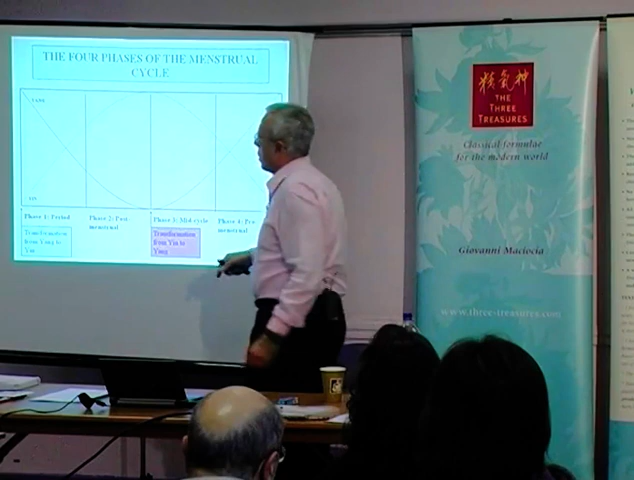 THE FOUR PHASES OF THE MENSTRUAL
CYCLE
YANG
YIN
Phase 1: Period
Phase 2: Post-
menstrual
Phase 3: Mid-cycle
Phase 4: Pre-
menstrual
Transformation
from Yang to
Yin
Transformation
from Yin to
Yang
精氣神
THE
THREE
TREASURES
Classical formulae
for the modern world
Giovanni Maciocia
www.three-treasures.com